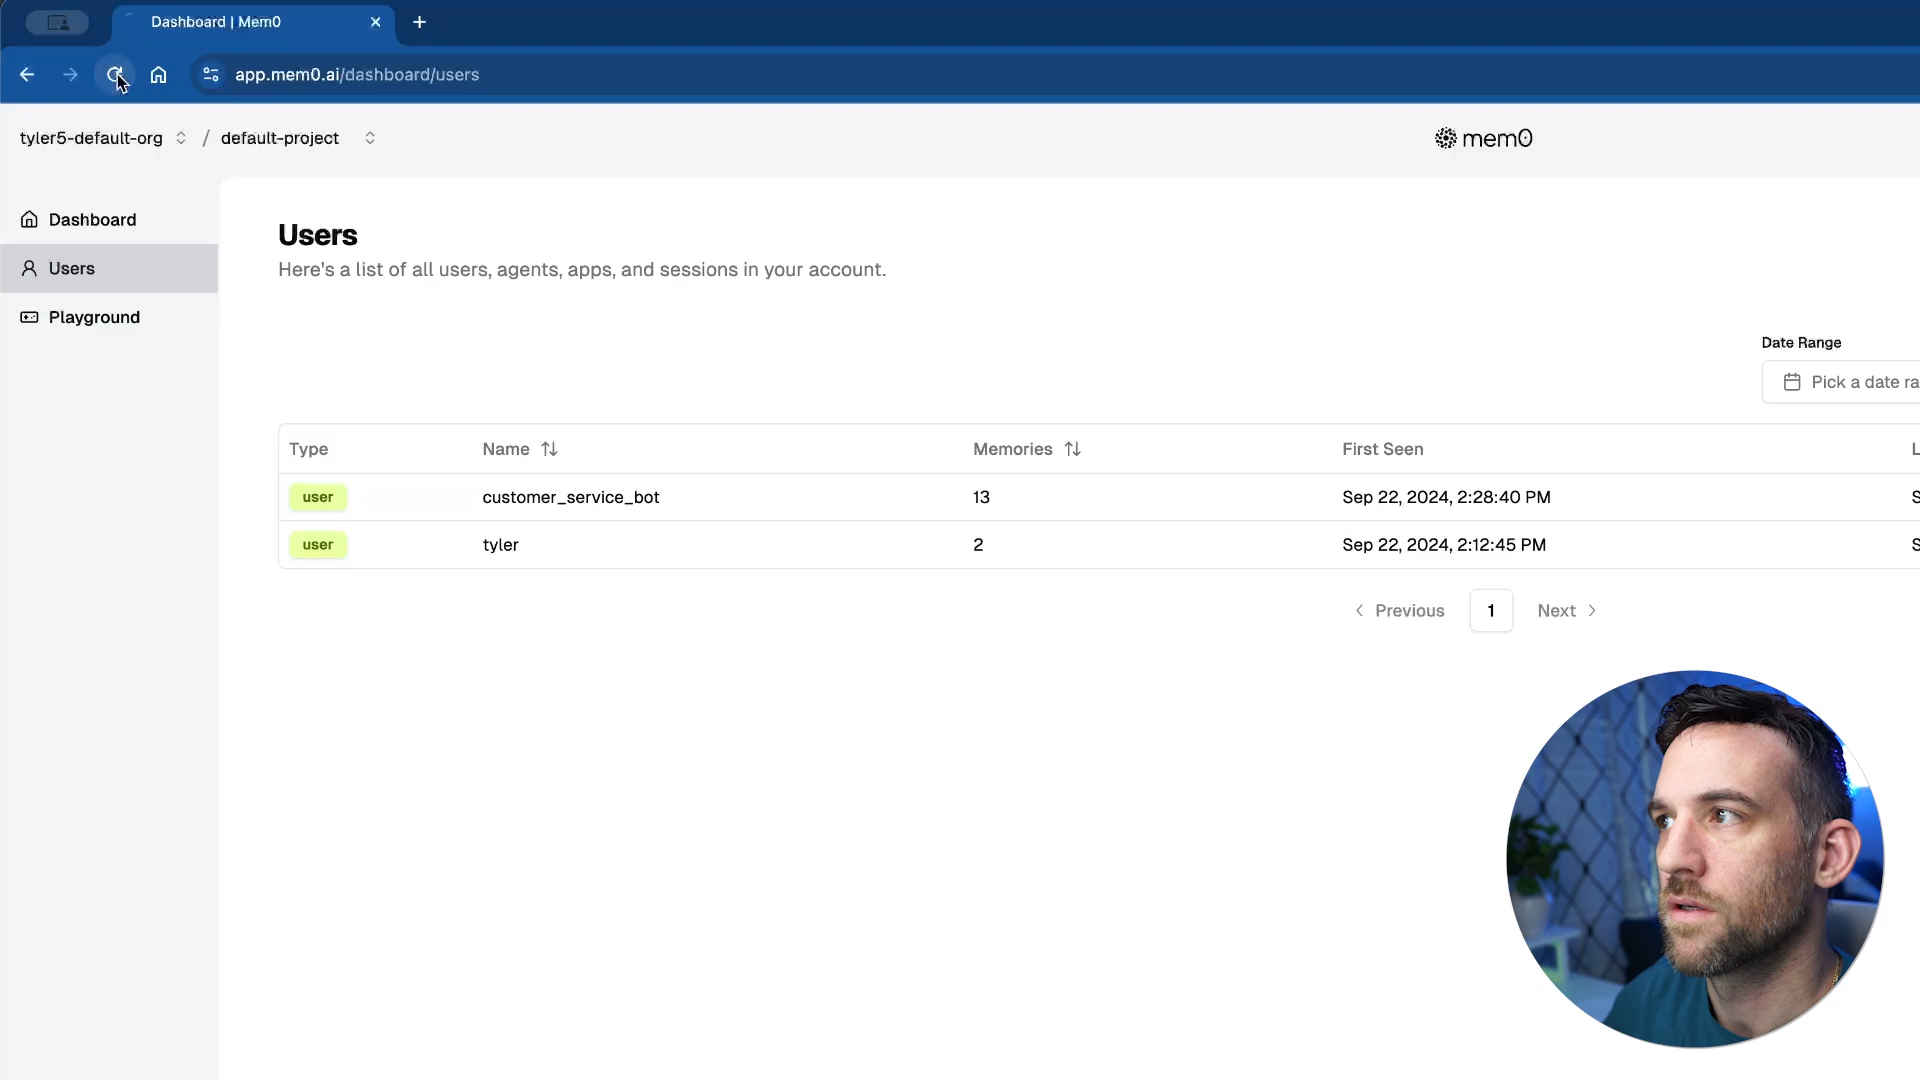 Dashboard | Mem0
app.mem0.ai/dashboard/users
tyler5-default-org / default-project
mem0
Dashboard
Users
Playground
Users
Here's a list of all users, agents, apps, and sessions in your account.
Date Range
Pick a date ra
Type Name Memories First Seen L
user customer_service_bot 13 Sep 22, 2024, 2:28:40 PM S
user tyler 2 Sep 22, 2024, 2:12:45 PM S
Previous 1 Next